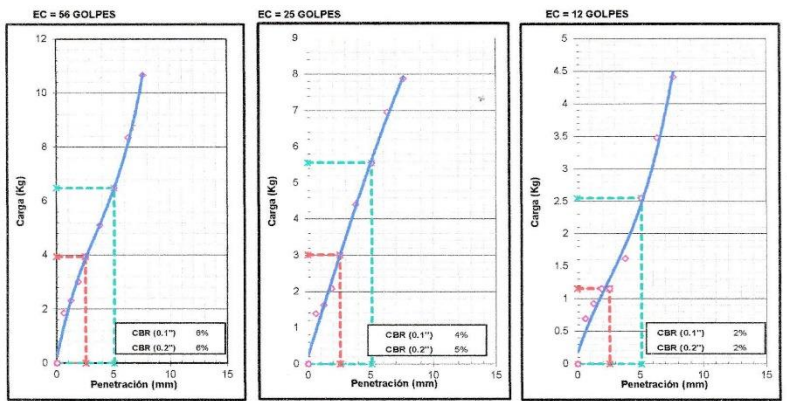 EC = 56 GOLPES
12
10
8
6
4
2
0
Carga (Kg)
CBR (0.1") 6%
CBR (0.2") 6%
0 5 10 15
Penetración (mm)
EC = 25 GOLPES
9
8
7
6
5
4
3
2
1
0
Carga (Kg)
CBR (0.1") 4%
CBR (0.2") 5%
0 5 10 15
Penetración (mm)
EC = 12 GOLPES
5
4.5
4
3.5
3
2.5
2
1.5
1
0.5
0
Carga (Kg)
CBR (0.1") 2%
CBR (0.2") 2%
0 5 10 15
Penetración (mm)